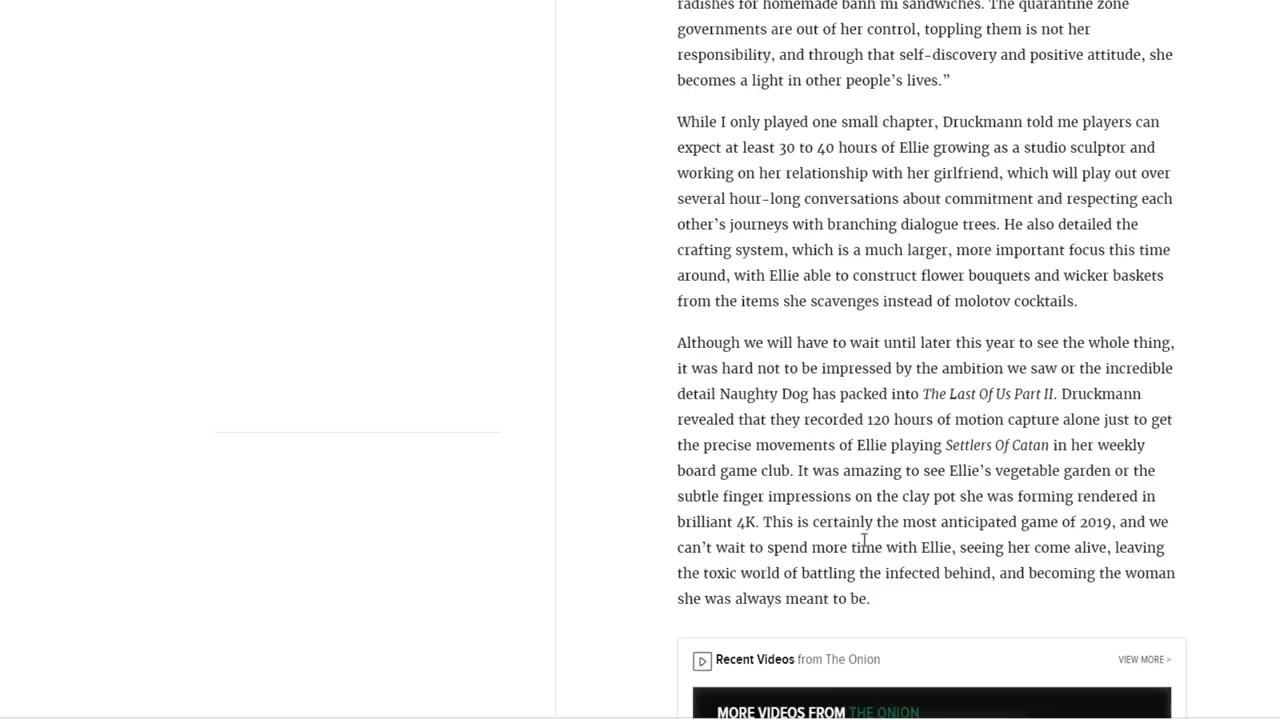 radishes for homemade banh mi sandwiches. The quarantine zone
governments are out of her control, toppling them is not her
responsibility, and through that self-discovery and positive attitude, she
becomes a light in other people’s lives.”
While I only played one small chapter, Druckmann told me players can
expect at least 30 to 40 hours of Ellie growing as a studio sculptor and
working on her relationship with her girlfriend, which will play out over
several hour-long conversations about commitment and respecting each
other’s journeys with branching dialogue trees. He also detailed the
crafting system, which is a much larger, more important focus this time
around, with Ellie able to construct flower bouquets and wicker baskets
from the items she scavenges instead of molotov cocktails.
Although we will have to wait until later this year to see the whole thing,
it was hard not to be impressed by the ambition we saw or the incredible
detail Naughty Dog has packed into The Last Of Us Part II. Druckmann
revealed that they recorded 120 hours of motion capture alone just to get
the precise movements of Ellie playing Settlers Of Catan in her weekly
board game club. It was amazing to see Ellie’s vegetable garden or the
subtle finger impressions on the clay pot she was forming rendered in
brilliant 4K. This is certainly the most anticipated game of 2019, and we
can’t wait to spend more time with Ellie, seeing her come alive, leaving
the toxic world of battling the infected behind, and becoming the woman
she was always meant to be.
Recent Videos from The Onion VIEW MORE >
MORE VIDEOS FROM THE ONION